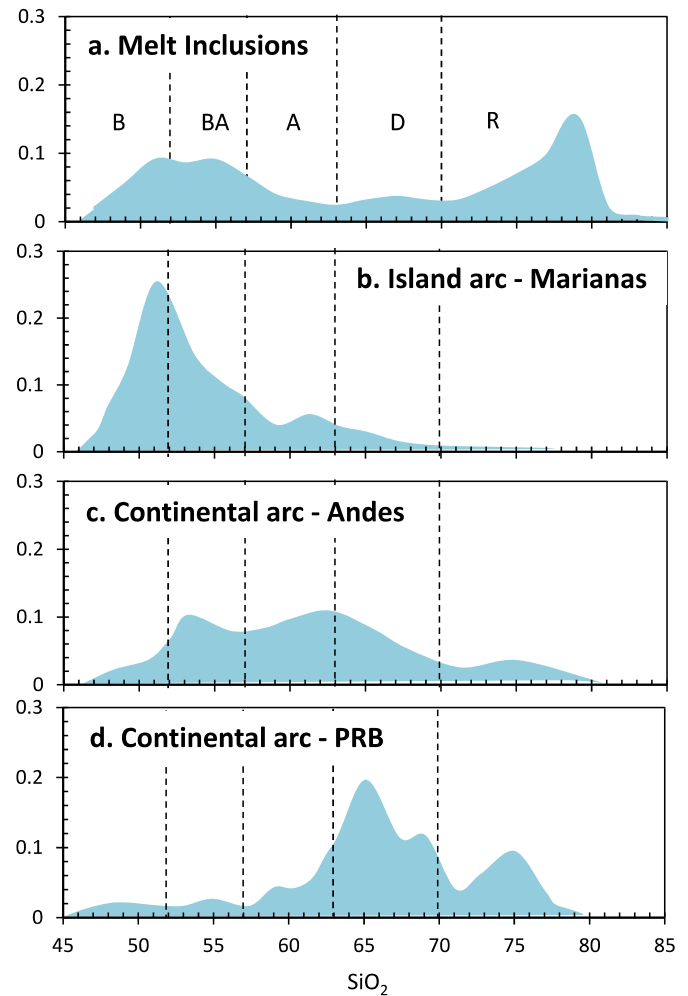 0.3
a. Melt Inclusions
0.2
B BA A D R
0.1
0
0.3
b. Island arc - Marianas
0.2
0.1
0
0.3
c. Continental arc - Andes
0.2
0.1
0
0.3
d. Continental arc - PRB
0.2
0.1
0
45 50 55 60 65 70 75 80 85
SiO₂